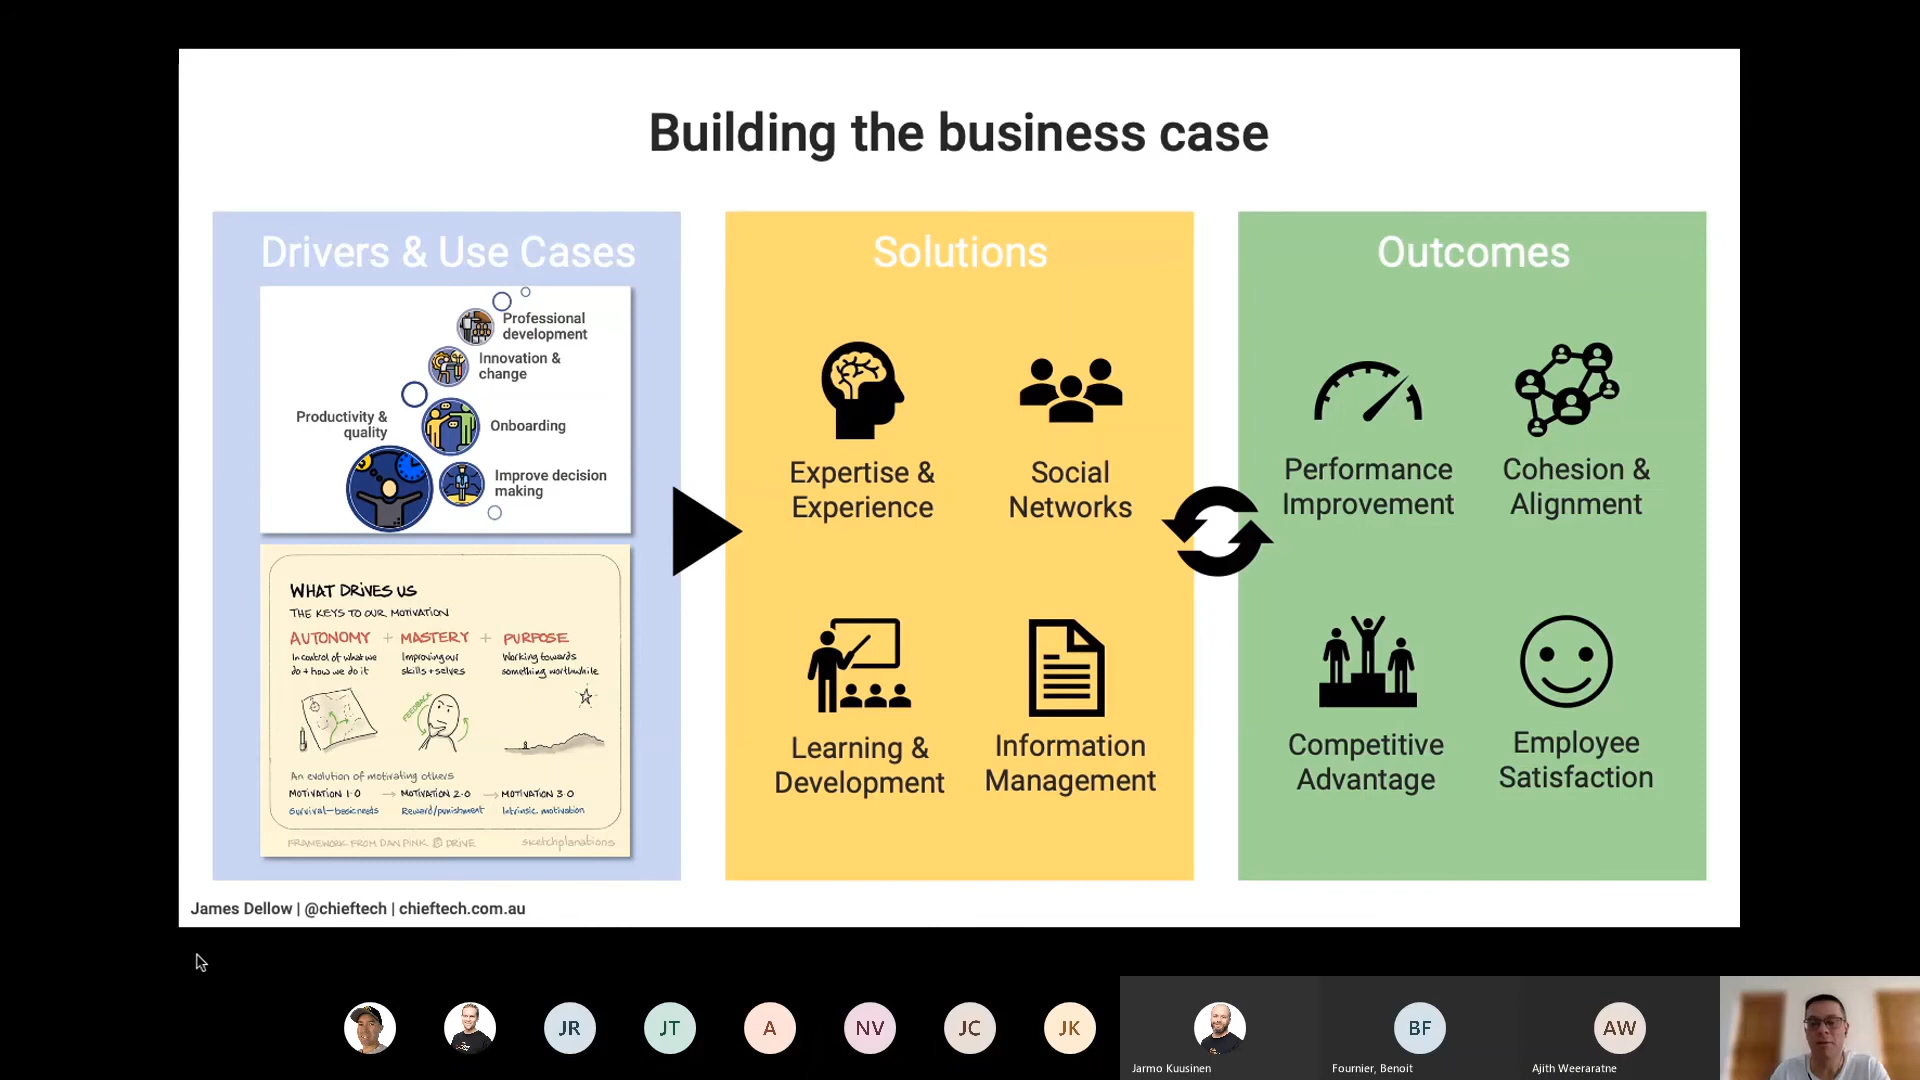 Building the business case
Drivers & Use Cases
Professional
development
Innovation &
change
Productivity &
quality
Onboarding
Improve decision
making
WHAT DRIVES US
THE KEYS TO OUR MOTIVATION
AUTONOMY + MASTERY + PURPOSE
In control of what we
do + how we do it
Improving our
skills + selves
Working towards
something worthwhile
FEEDBACK
An evolution of motivating others
MOTIVATION 1.0 → MOTIVATION 2.0 → MOTIVATION 3.0
Survival-basic needs
Reward/punishment
Intrinsic motivation
FRAMEWORK FROM DAN PINK DRIVE
sketchplanations
Solutions
Expertise &
Experience
Social
Networks
Learning &
Development
Information
Management
Outcomes
Performance
Improvement
Cohesion &
Alignment
Competitive
Advantage
Employee
Satisfaction
James Dellow | @chieftech | chieftech.com.au
JR
JT
A
NV
JC
JK
BF
AW
Jarmo Kuusinen
Fournier, Benoit
Ajith Weeraratne